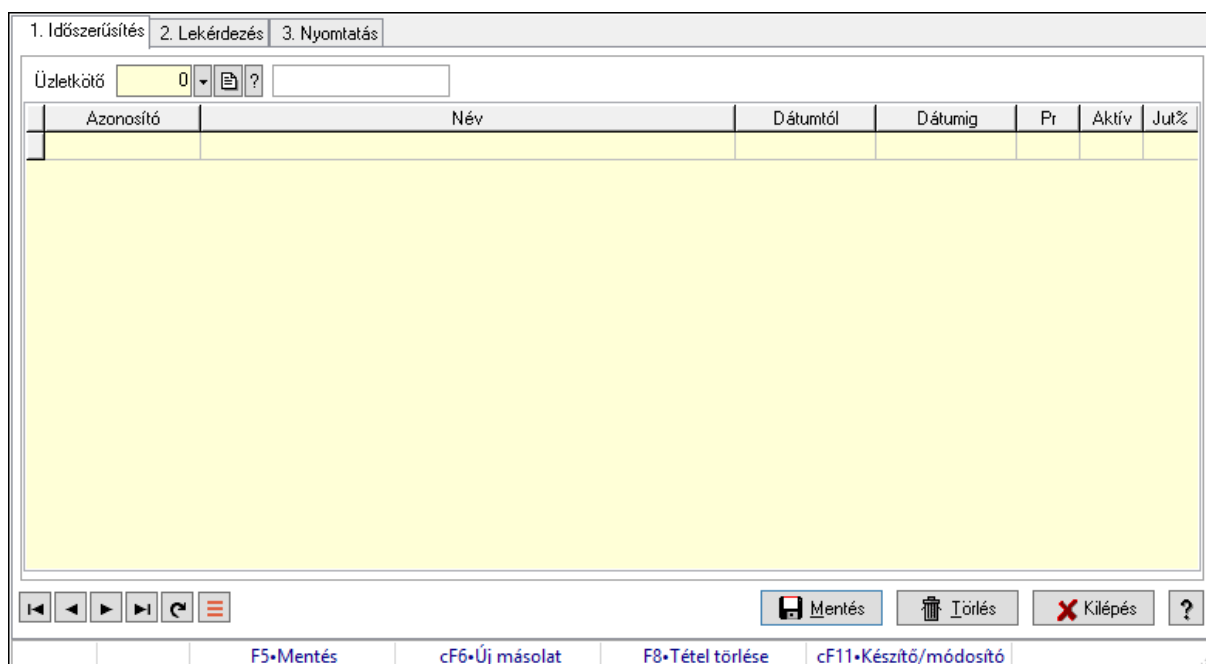 1. Időszerűsítés 2. Lekérdezés 3. Nyomtatás
Üzletkötő 0 ?
Azonosító Név Dátumtól Dátumig Pr Aktív Jut%
Mentés Törlés Kilépés ?
F5•Mentés cF6•Új másolat F8•Tétel törlése cF11•Készítő/módosító